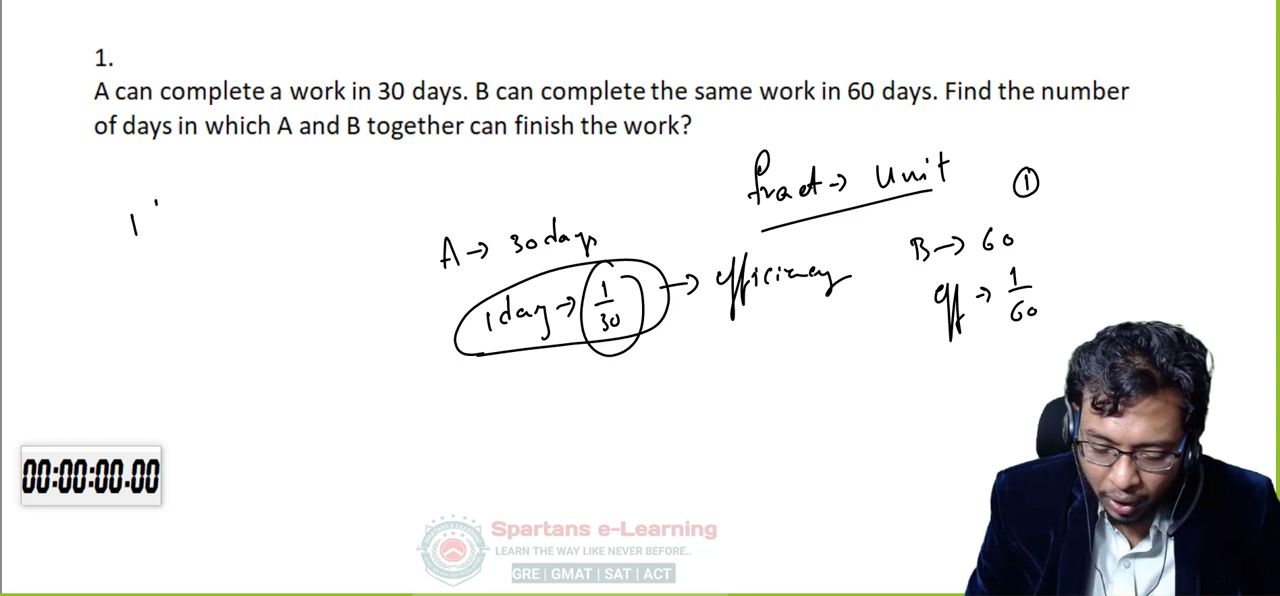 1.
A can complete a work in 30 days. B can complete the same work in 60 days. Find the number
of days in which A and B together can finish the work?
fract → Unit ①
A → 30 days
B → 60
1 day → 1/30 → efficiency
eff → 1/60
00:00:00.00
Spartans e-Learning
LEARN THE WAY LIKE NEVER BEFORE..
GRE | GMAT | SAT | ACT